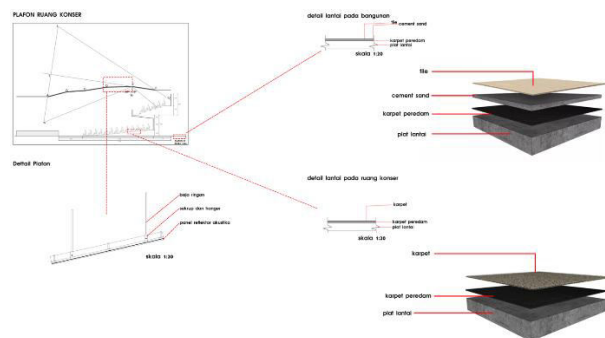 PLAFON RUANG KONSER
detail lantai pada bangunan
tile
cement sand
karpet peredam
plat lantai
skala 1:20
tile
cement sand
karpet peredam
plat lantai
Dettail Plafon
baja ringan
sekrup dan hanger
panel reflektor akustics
skala 1:20
detail lantai pada ruang konser
karpet
karpet peredam
plat lantai
skala 1:20
karpet
karpet peredam
plat lantai